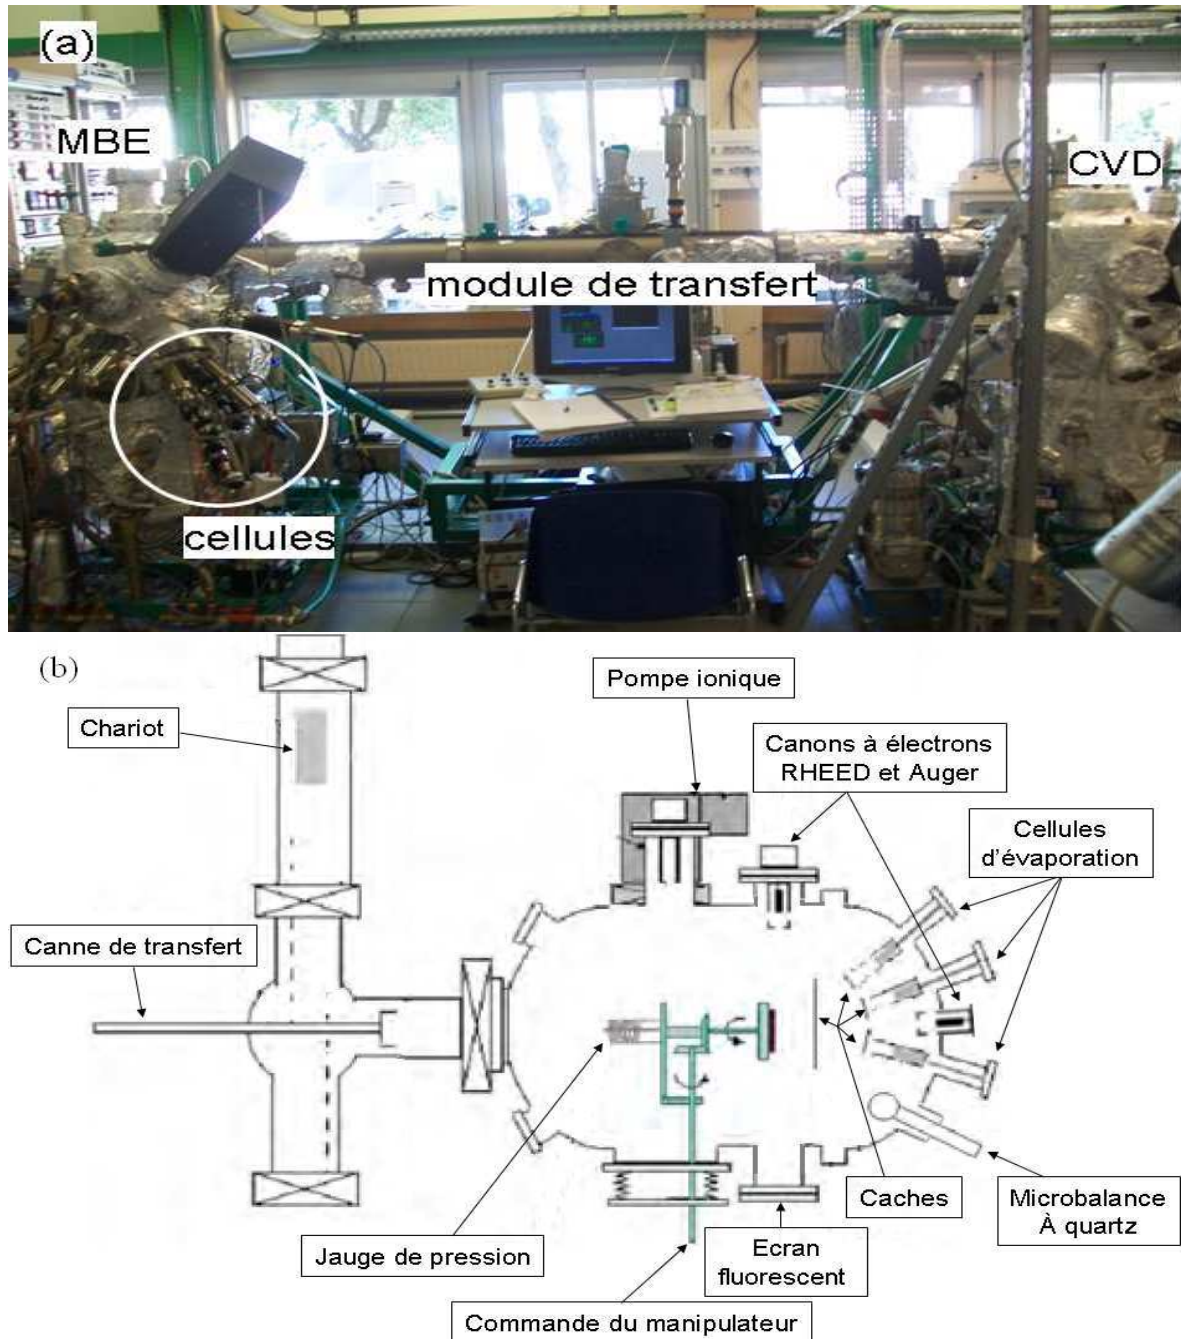 (a)
MBE
CVD
module de transfert
cellules
(b)
Pompe ionique
Chariot
Canons à électrons
RHEED et Auger
Cellules
d'évaporation
Canne de transfert
Caches
Microbalance
À quartz
Jauge de pression
Ecran
fluorescent
Commande du manipulateur